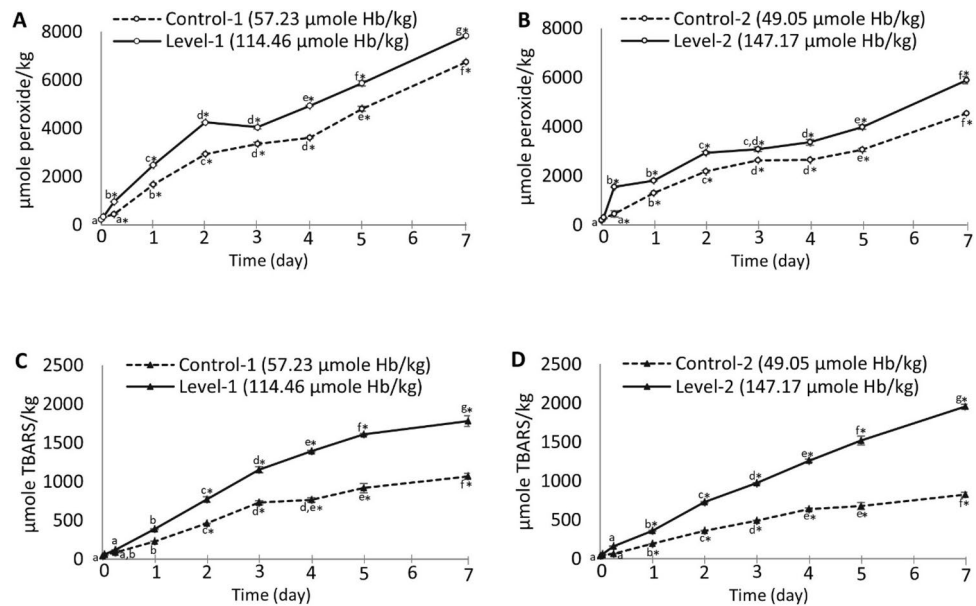 A
Control-1 (57.23 µmole Hb/kg)
Level-1 (114.46 µmole Hb/kg)
8000
6000
4000
2000
0
µmole peroxide/kg
a
b*
c*
d*
d*
e*
f*
g*
a*
b*
c*
d*
d*
e*
f*
0 1 2 3 4 5 6 7
Time (day)
B
Control-2 (49.05 µmole Hb/kg)
Level-2 (147.17 µmole Hb/kg)
8000
6000
4000
2000
0
µmole peroxide/kg
a
b*
b*
c*
c,d*
d*
e*
f*
a*
b*
c*
d*
d*
e*
f*
0 1 2 3 4 5 6 7
Time (day)
C
Control-1 (57.23 µmole Hb/kg)
Level-1 (114.46 µmole Hb/kg)
2500
2000
1500
1000
500
0
µmole TBARS/kg
a
a
b
c*
d*
e*
f*
g*
a,b
b
c*
d*
d,e*
e*
f*
0 1 2 3 4 5 6 7
Time (day)
D
Control-2 (49.05 µmole Hb/kg)
Level-2 (147.17 µmole Hb/kg)
2500
2000
1500
1000
500
0
µmole TBARS/kg
a
a
b*
c*
d*
e*
f*
g*
a
b*
c*
d*
e*
e*
f*
0 1 2 3 4 5 6 7
Time (day)